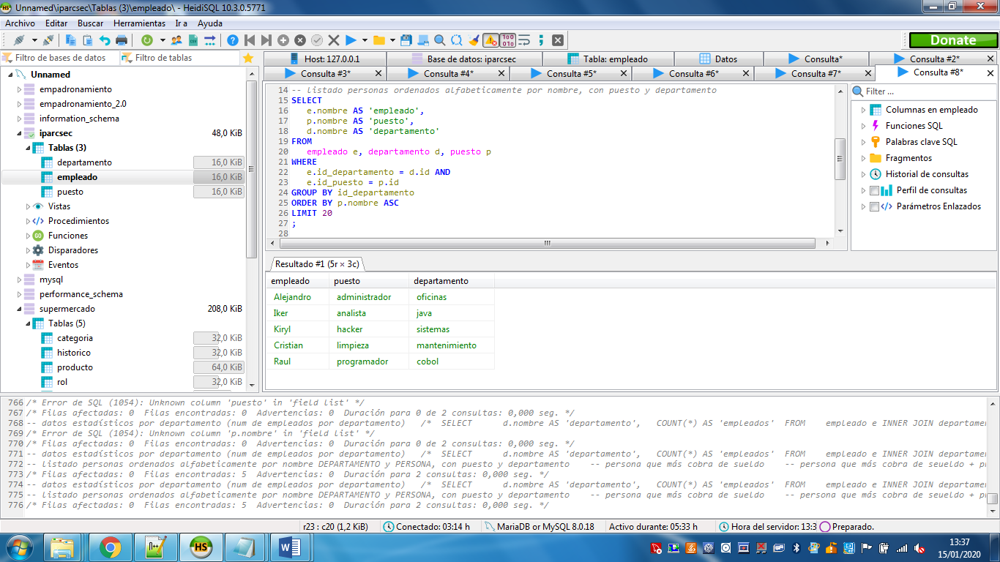 Unnamed\iparcsec\Tablas (3)\empleado\ - HeidiSQL 10.3.0.5771
Archivo Editar Buscar Herramientas Ir a Ayuda
Donate
Filtro de bases de datos
Filtro de tablas
Unnamed
empadronamiento
empadronamiento_2.0
information_schema
iparcsec 48,0 KiB
Tablas (3)
departamento 16,0 KiB
empleado 16,0 KiB
puesto 16,0 KiB
Vistas
Procedimientos
Funciones
Disparadores
Eventos
mysql
performance_schema
supermercado 208,0 KiB
Tablas (5)
categoria 32,0 KiB
historico 32,0 KiB
producto 64,0 KiB
rol 32,0 KiB
Host: 127.0.0.1 Base de datos: iparcsec Tabla: empleado Datos Consulta* Consulta #2*
Consulta #3* Consulta #4* Consulta #5* Consulta #6* Consulta #7* Consulta #8*
14 -- listado personas ordenados alfabeticamente por nombre, con puesto y departamento
15 SELECT
16 e.nombre AS 'empleado',
17 p.nombre AS 'puesto',
18 d.nombre AS 'departamento'
19 FROM
20 empleado e, departamento d, puesto p
21 WHERE
22 e.id_departamento = d.id AND
23 e.id_puesto = p.id
24 GROUP BY id_departamento
25 ORDER BY p.nombre ASC
26 LIMIT 20
27 ;
28
Filter ...
Columnas en empleado
Funciones SQL
Palabras clave SQL
Fragmentos
Historial de consultas
Perfil de consultas
Parámetros Enlazados
Resultado #1 (5r × 3c)
empleado puesto departamento
Alejandro administrador oficinas
Iker analista java
Kiryl hacker sistemas
Cristian limpieza mantenimiento
Raul programador cobol
766 /* Error de SQL (1054): Unknown column 'puesto' in 'field list' */
767 /* Filas afectadas: 0 Filas encontradas: 0 Advertencias: 0 Duración para 0 de 2 consultas: 0,000 seg. */
768 -- datos estadísticos por departamento (num de empleados por departamento) /* SELECT d.nombre AS 'departamento', COUNT(*) AS 'empleados' FROM empleado e INNER JOIN departame
769 /* Error de SQL (1054): Unknown column 'p.nombre' in 'field list' */
770 /* Filas afectadas: 0 Filas encontradas: 0 Advertencias: 0 Duración para 0 de 2 consultas: 0,000 seg. */
771 -- datos estadísticos por departamento (num de empleados por departamento) /* SELECT d.nombre AS 'departamento', COUNT(*) AS 'empleados' FROM empleado e INNER JOIN departame
772 -- listado personas ordenados alfabeticamente por nombre DEPARTAMENTO y PERSONA, con puesto y departamento -- persona que más cobra de sueldo -- persona que más cobra de seueldo + p
773 /* Filas afectadas: 0 Filas encontradas: 5 Advertencias: 0 Duración para 2 consultas: 0,000 seg. */
774 -- datos estadísticos por departamento (num de empleados por departamento) /* SELECT d.nombre AS 'departamento', COUNT(*) AS 'empleados' FROM empleado e INNER JOIN departame
775 -- listado personas ordenados alfabeticamente por nombre DEPARTAMENTO y PERSONA, con puesto y departamento -- persona que más cobra de sueldo -- persona que más cobra de seueldo + p
776 /* Filas afectadas: 0 Filas encontradas: 5 Advertencias: 0 Duración para 2 consultas: 0,000 seg. */
r23 : c20 (1,2 KiB) Conectado: 03:14 h MariaDB or MySQL 8.0.18 Activo durante: 05:33 h Hora del servidor: 13:3 Preparado.
13:37
15/01/2020